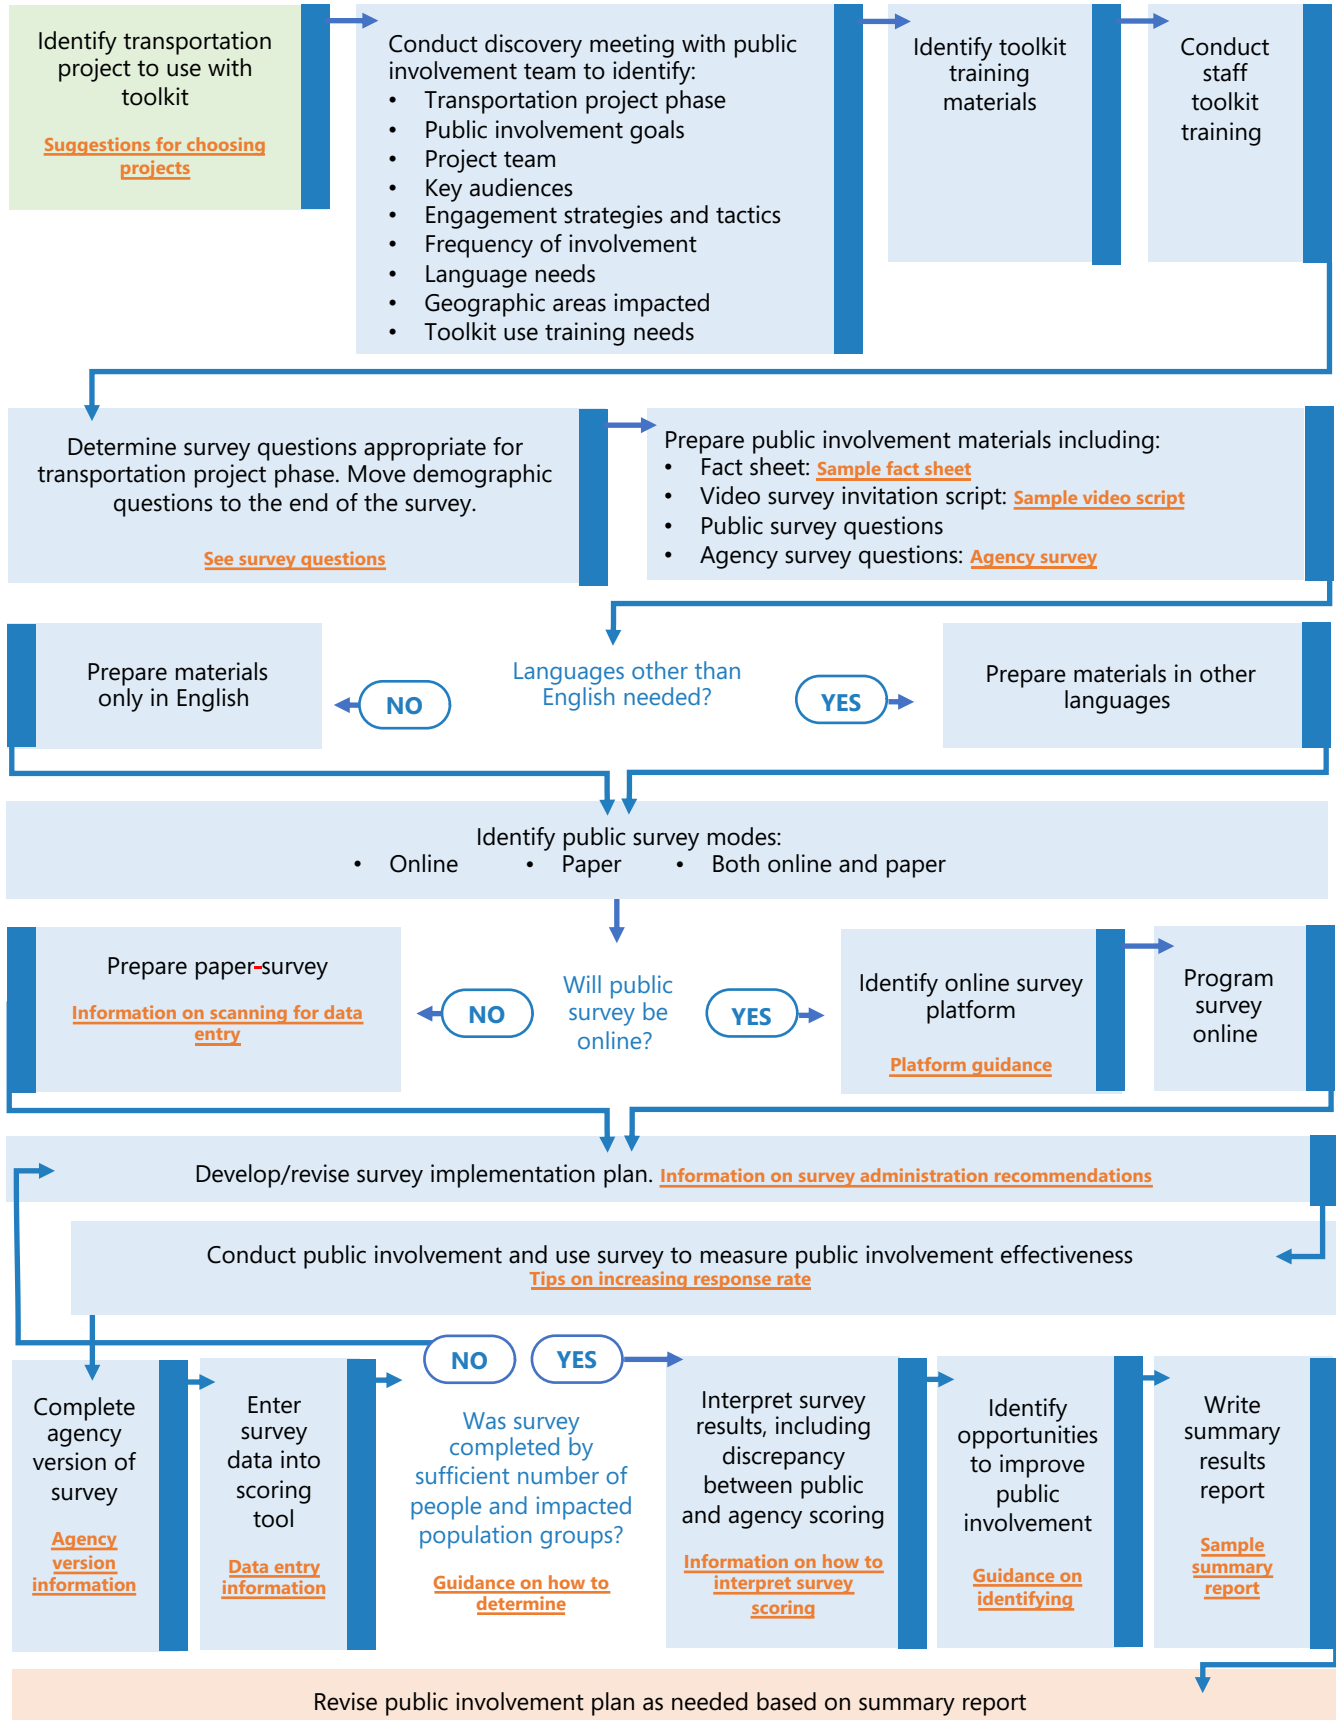 Identify transportation
project to use with
toolkit
Suggestions for choosing
projects
Conduct discovery meeting with public
involvement team to identify:
• Transportation project phase
• Public involvement goals
• Project team
• Key audiences
• Engagement strategies and tactics
• Frequency of involvement
• Language needs
• Geographic areas impacted
• Toolkit use training needs
Identify toolkit
training
materials
Conduct
staff
toolkit
training
Determine survey questions appropriate for
transportation project phase. Move demographic
questions to the end of the survey.
See survey questions
Prepare public involvement materials including:
• Fact sheet: Sample fact sheet
• Video survey invitation script: Sample video script
• Public survey questions
• Agency survey questions: Agency survey
Prepare materials
only in English
NO
Languages other than
English needed?
YES
Prepare materials in other
languages
Identify public survey modes:
• Online • Paper • Both online and paper
Prepare paper-survey
Information on scanning for data
entry
NO
Will public
survey be
online?
YES
Identify online survey
platform
Platform guidance
Program
survey
online
Develop/revise survey implementation plan. Information on survey administration recommendations
Conduct public involvement and use survey to measure public involvement effectiveness
Tips on increasing response rate
Complete
agency
version of
survey
Agency
version
information
Enter
survey
data into
scoring
tool
Data entry
information
NO
YES
Was survey
completed by
sufficient number of
people and impacted
population groups?
Guidance on how to
determine
Interpret survey
results, including
discrepancy
between public
and agency scoring
Information on how to
interpret survey
scoring
Identify
opportunities
to improve
public
involvement
Guidance on
identifying
Write
summary
results
report
Sample
summary
report
Revise public involvement plan as needed based on summary report